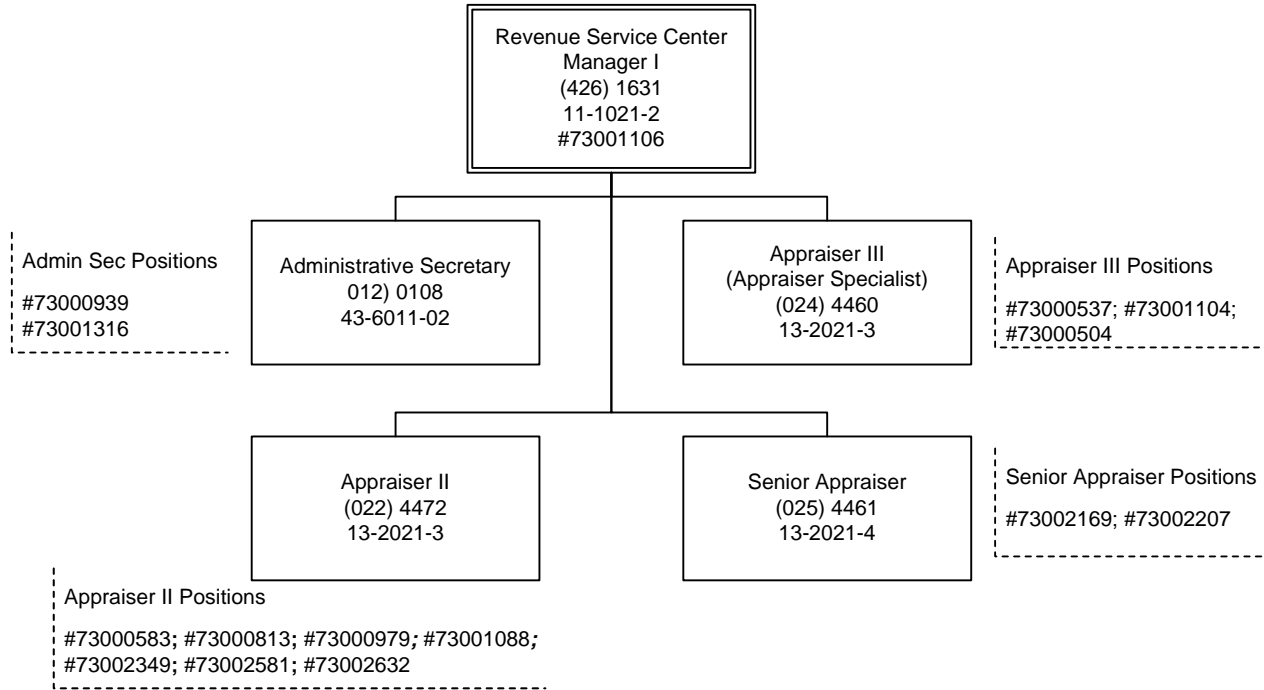 Revenue Service Center
Manager I
(426) 1631
11-1021-2
#73001106
Admin Sec Positions
#73000939
#73001316
Administrative Secretary
012) 0108
43-6011-02
Appraiser III
(Appraiser Specialist)
(024) 4460
13-2021-3
Appraiser III Positions
#73000537; #73001104;
#73000504
Appraiser II
(022) 4472
13-2021-3
Senior Appraiser
(025) 4461
13-2021-4
Senior Appraiser Positions
#73002169; #73002207
Appraiser II Positions
#73000583; #73000813; #73000979; #73001088;
#73002349; #73002581; #73002632